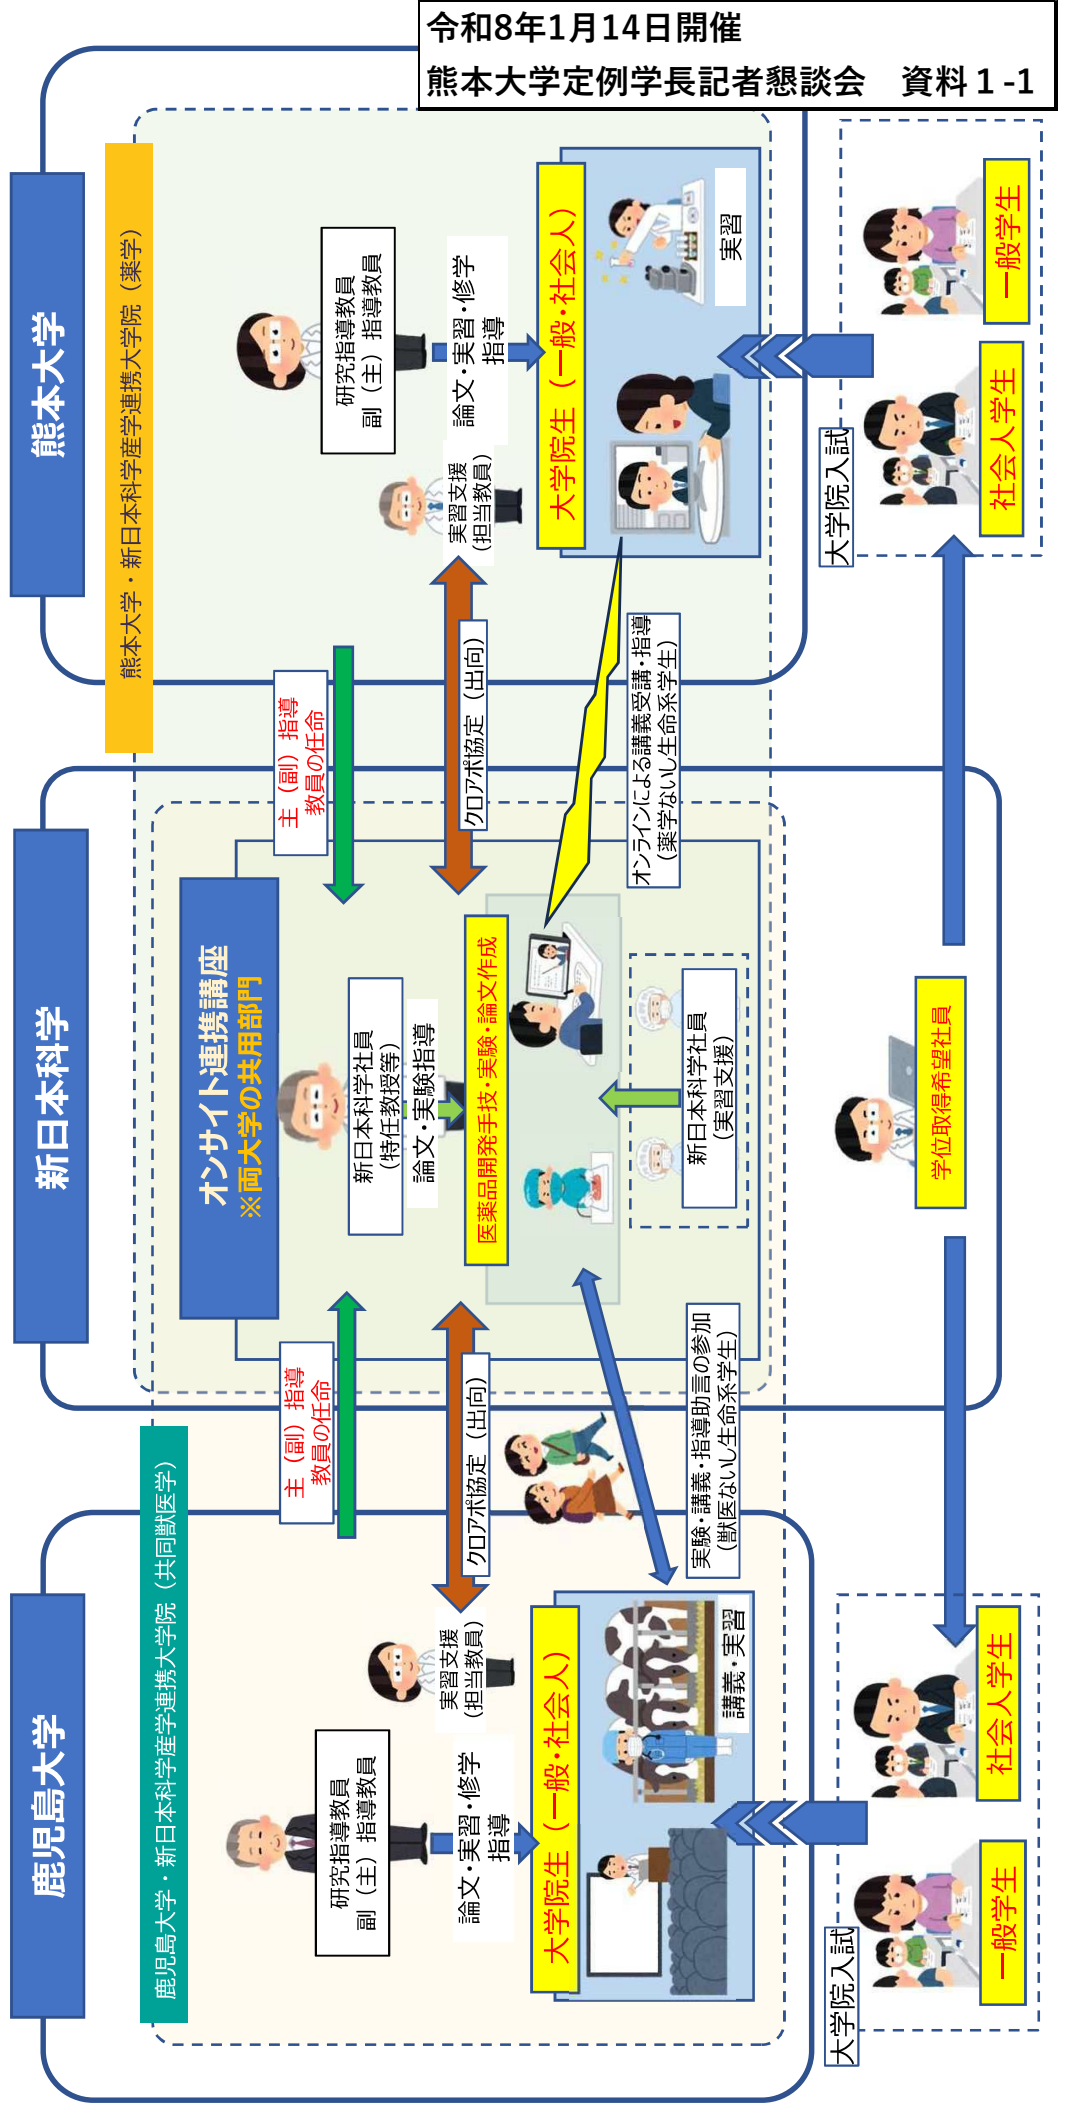 令和8年1月14日開催
熊本大学定例学長記者懇談会　資料１-1
鹿児島大学
新日本科学
熊本大学
鹿児島大学・新日本科学産学連携大学院（共同獣医学）
熊本大学・新日本科学産学連携大学院（薬学）
オンサイト連携講座
※両大学の共用部門
研究指導教員
副（主）指導教員
論文・実習・修学
指導
実習支援
（担当教員）
主（副）指導
教員の任命
クロアポ協定（出向）
大学院生（一般・社会人）
講義・実習
実験・講義・指導助言の参加
（獣医ないし生命系学生）
新日本科学社員
（特任教授等）
論文・実験指導
医薬品開発手技・実験・論文作成
新日本科学社員
（実習支援）
主（副）指導
教員の任命
クロアポ協定（出向）
オンラインによる講義受講・指導
（薬学ないし生命系学生）
実習支援
（担当教員）
研究指導教員
副（主）指導教員
論文・実習・修学
指導
大学院生（一般・社会人）
実習
大学院入試
一般学生
社会人学生
学位取得希望社員
大学院入試
社会人学生
一般学生